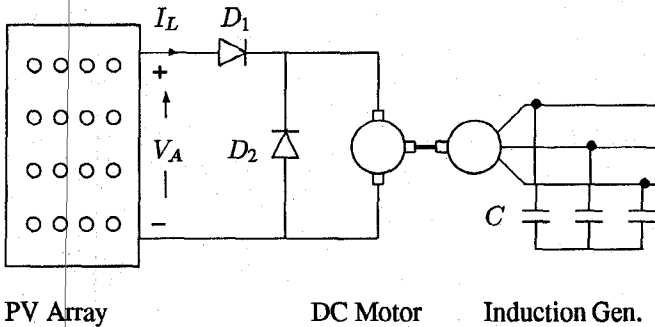 I_L D_1
+
V_A
D_2
−
C
PV Array DC Motor Induction Gen.